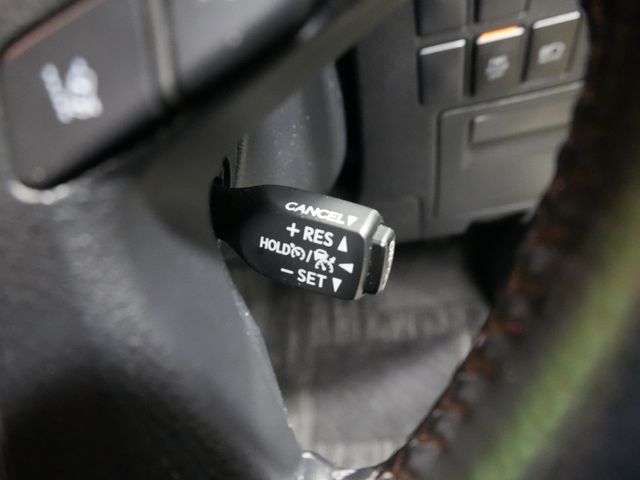 CANCEL▼
+ RES ▲
HOLD / ◀
− SET ▼